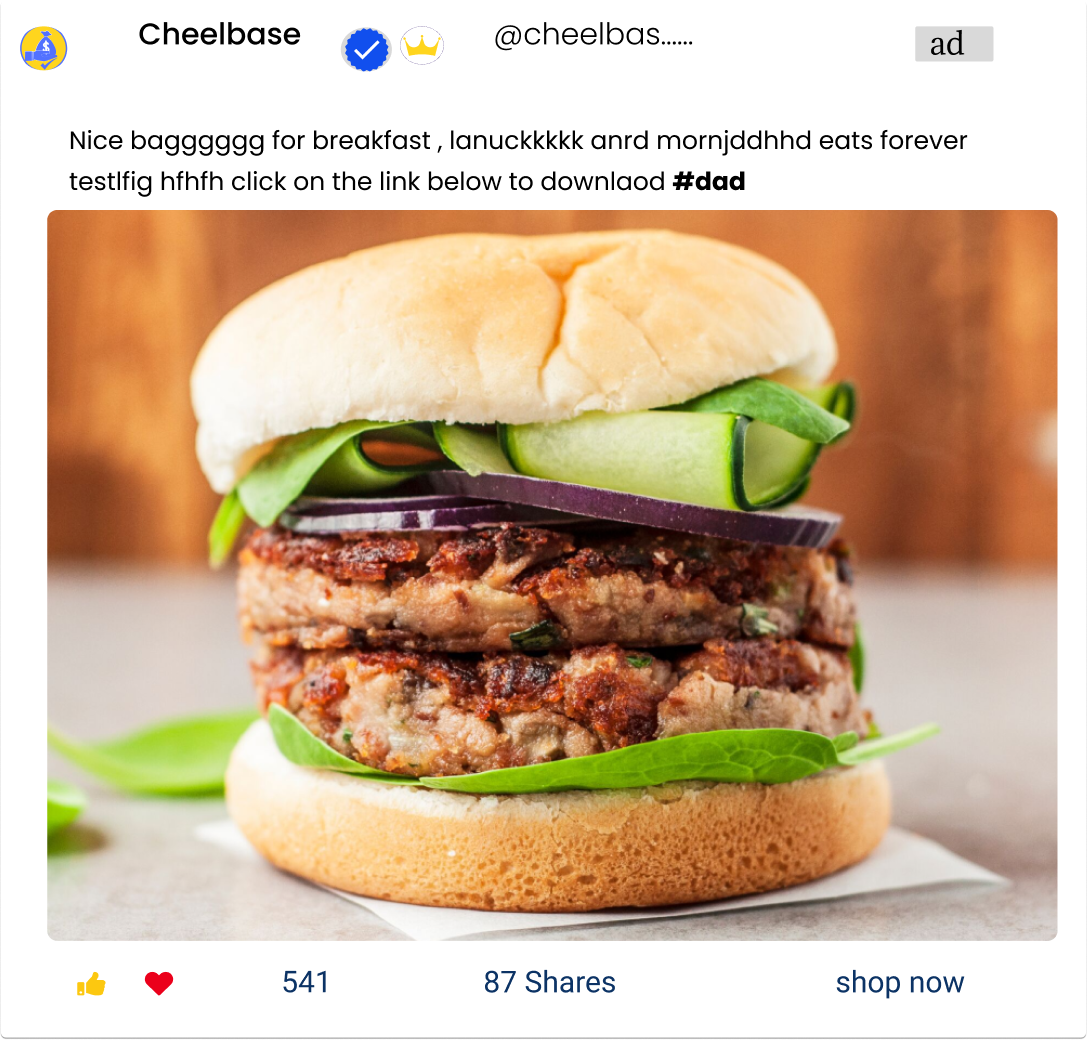 Cheelbase @cheelbas...... ad
Nice bagggggg for breakfast , lanuckkkkk anrd mornjddhhd eats forever
testlfig hfhfh click on the link below to downlaod #dad
541 87 Shares shop now